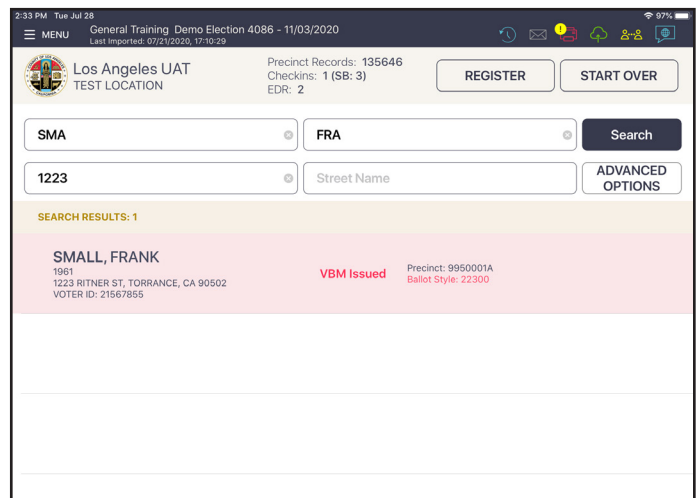 2:33 PM Tue Jul 28
97%
MENU
General Training Demo Election 4086 - 11/03/2020
Last Imported: 07/21/2020, 17:10:29
Los Angeles UAT
TEST LOCATION
Precinct Records: 135646
Checkins: 1 (SB: 3)
EDR: 2
REGISTER
START OVER
SMA
FRA
Search
1223
Street Name
ADVANCED
OPTIONS
SEARCH RESULTS: 1
SMALL, FRANK
1961
1223 RITNER ST, TORRANCE, CA 90502
VOTER ID: 21567855
VBM Issued
Precinct: 9950001A
Ballot Style: 22300